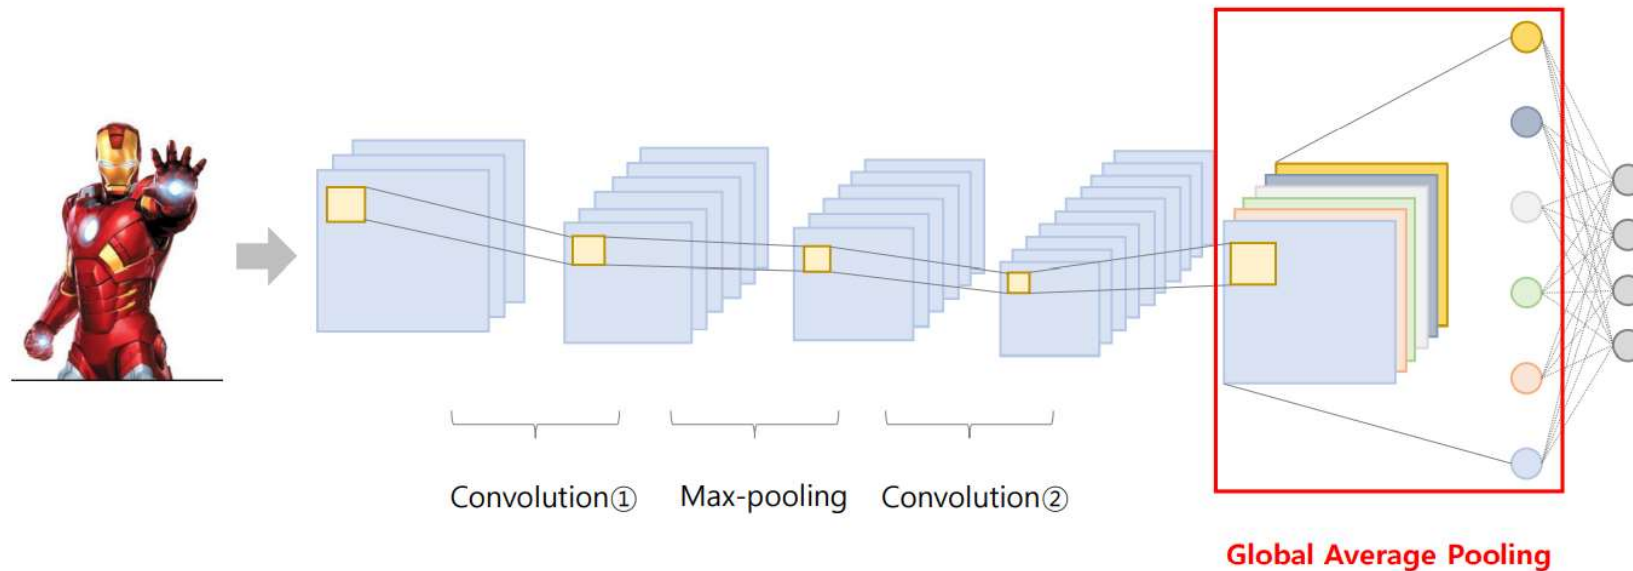 Convolution①
Max-pooling
Convolution②
Global Average Pooling